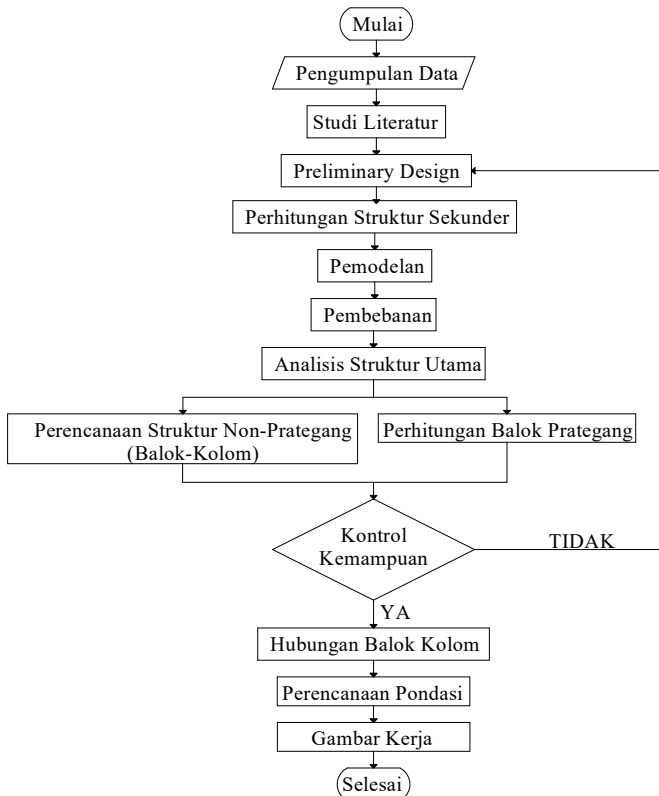 Mulai
Pengumpulan Data
Studi Literatur
Preliminary Design
Perhitungan Struktur Sekunder
Pemodelan
Pembebanan
Analisis Struktur Utama
Perencanaan Struktur Non-Prategang
(Balok-Kolom)
Perhitungan Balok Prategang
Kontrol
Kemampuan
TIDAK
YA
Hubungan Balok Kolom
Perencanaan Pondasi
Gambar Kerja
Selesai